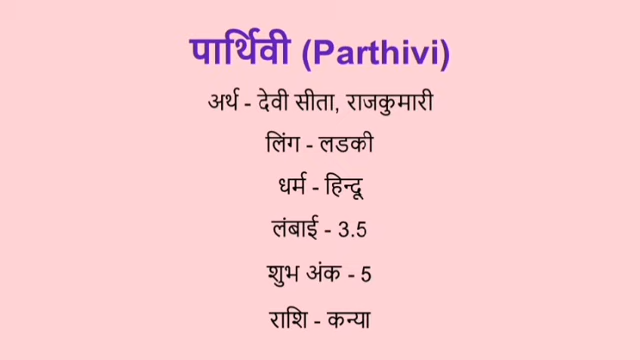 पार्थिवी (Parthivi)
अर्थ - देवी सीता, राजकुमारी
लिंग - लडकी
धर्म - हिन्दू
लंबाई - 3.5
शुभ अंक - 5
राशि - कन्या